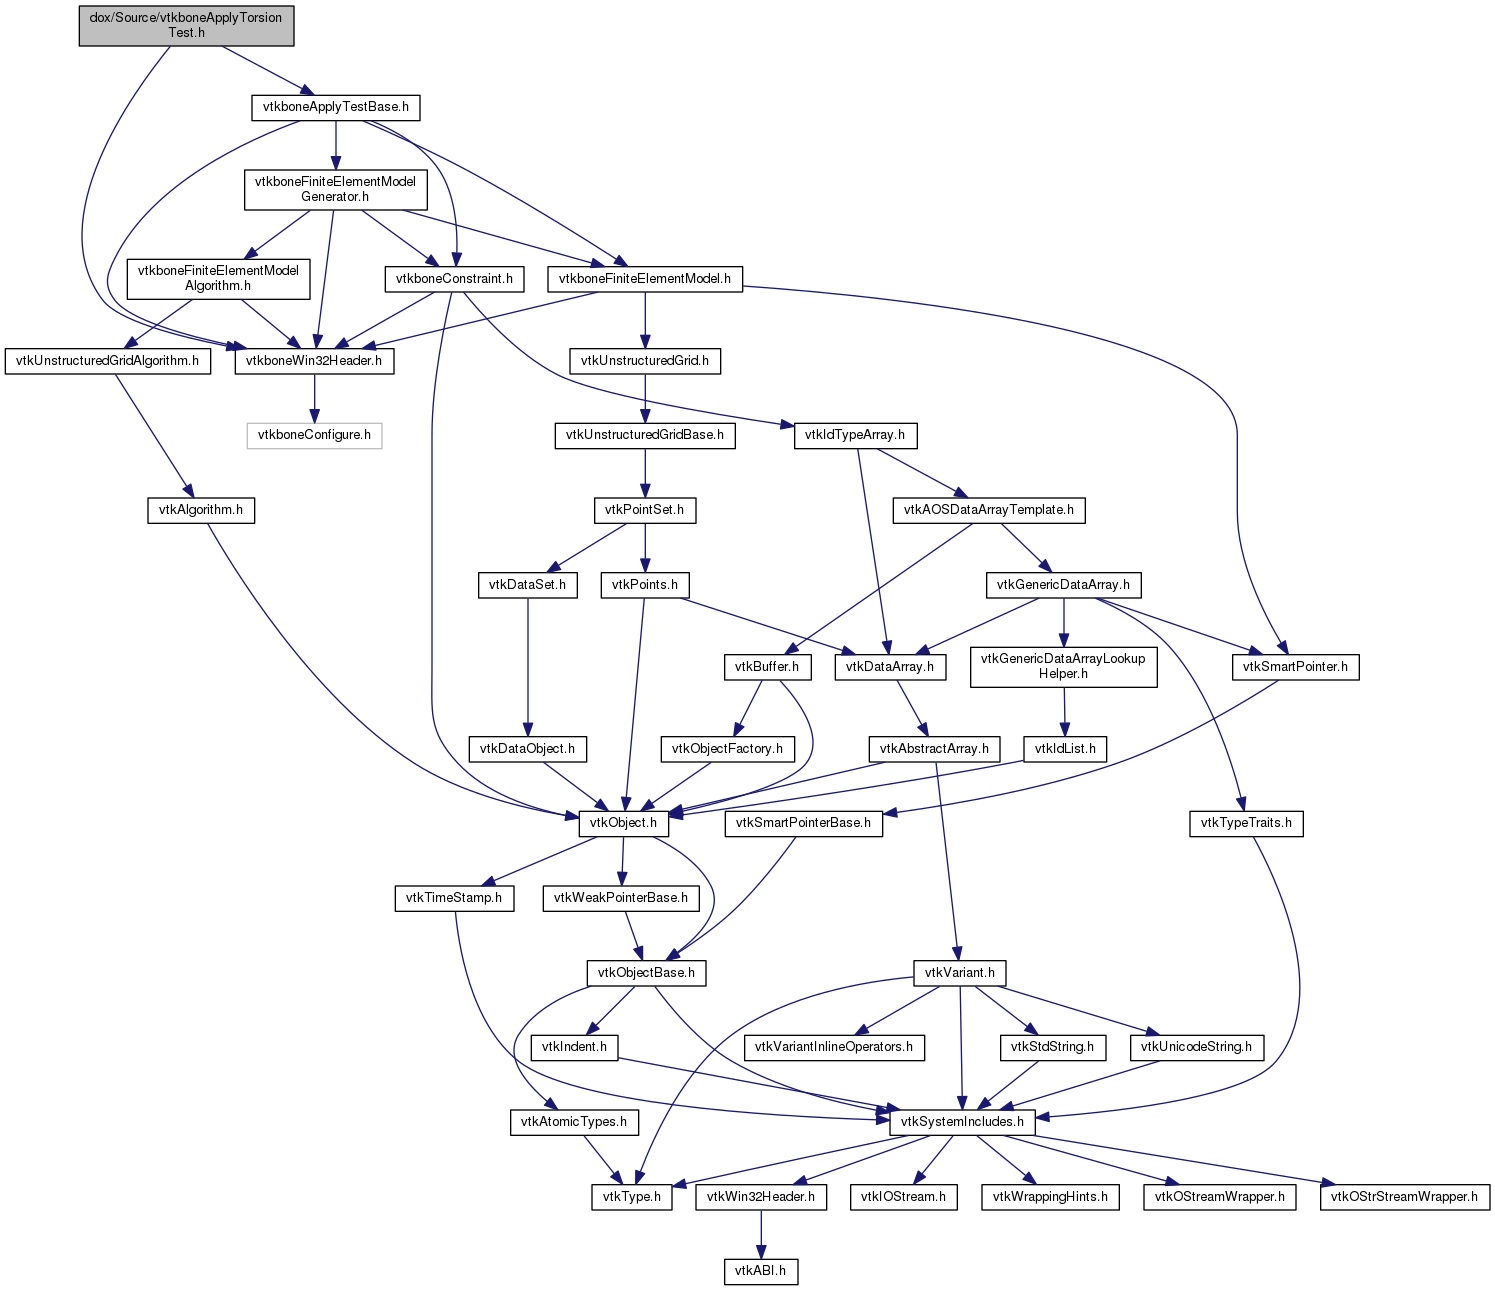 dox/Source/vtkboneApplyTorsion
Test.h
vtkboneApplyTestBase.h
vtkboneFiniteElementModel
Generator.h
vtkboneFiniteElementModel
Algorithm.h
vtkboneConstraint.h
vtkboneFiniteElementModel.h
vtkUnstructuredGridAlgorithm.h
vtkboneWin32Header.h
vtkUnstructuredGrid.h
vtkboneConfigure.h
vtkUnstructuredGridBase.h
vtkIdTypeArray.h
vtkAlgorithm.h
vtkPointSet.h
vtkAOSDataArrayTemplate.h
vtkDataSet.h
vtkPoints.h
vtkGenericDataArray.h
vtkBuffer.h
vtkDataArray.h
vtkGenericDataArrayLookup
Helper.h
vtkSmartPointer.h
vtkDataObject.h
vtkObjectFactory.h
vtkAbstractArray.h
vtkIdList.h
vtkObject.h
vtkSmartPointerBase.h
vtkTypeTraits.h
vtkTimeStamp.h
vtkWeakPointerBase.h
vtkObjectBase.h
vtkVariant.h
vtkIndent.h
vtkVariantInlineOperators.h
vtkStdString.h
vtkUnicodeString.h
vtkAtomicTypes.h
vtkSystemIncludes.h
vtkType.h
vtkWin32Header.h
vtkIOStream.h
vtkWrappingHints.h
vtkOStreamWrapper.h
vtkOStrStreamWrapper.h
vtkABI.h